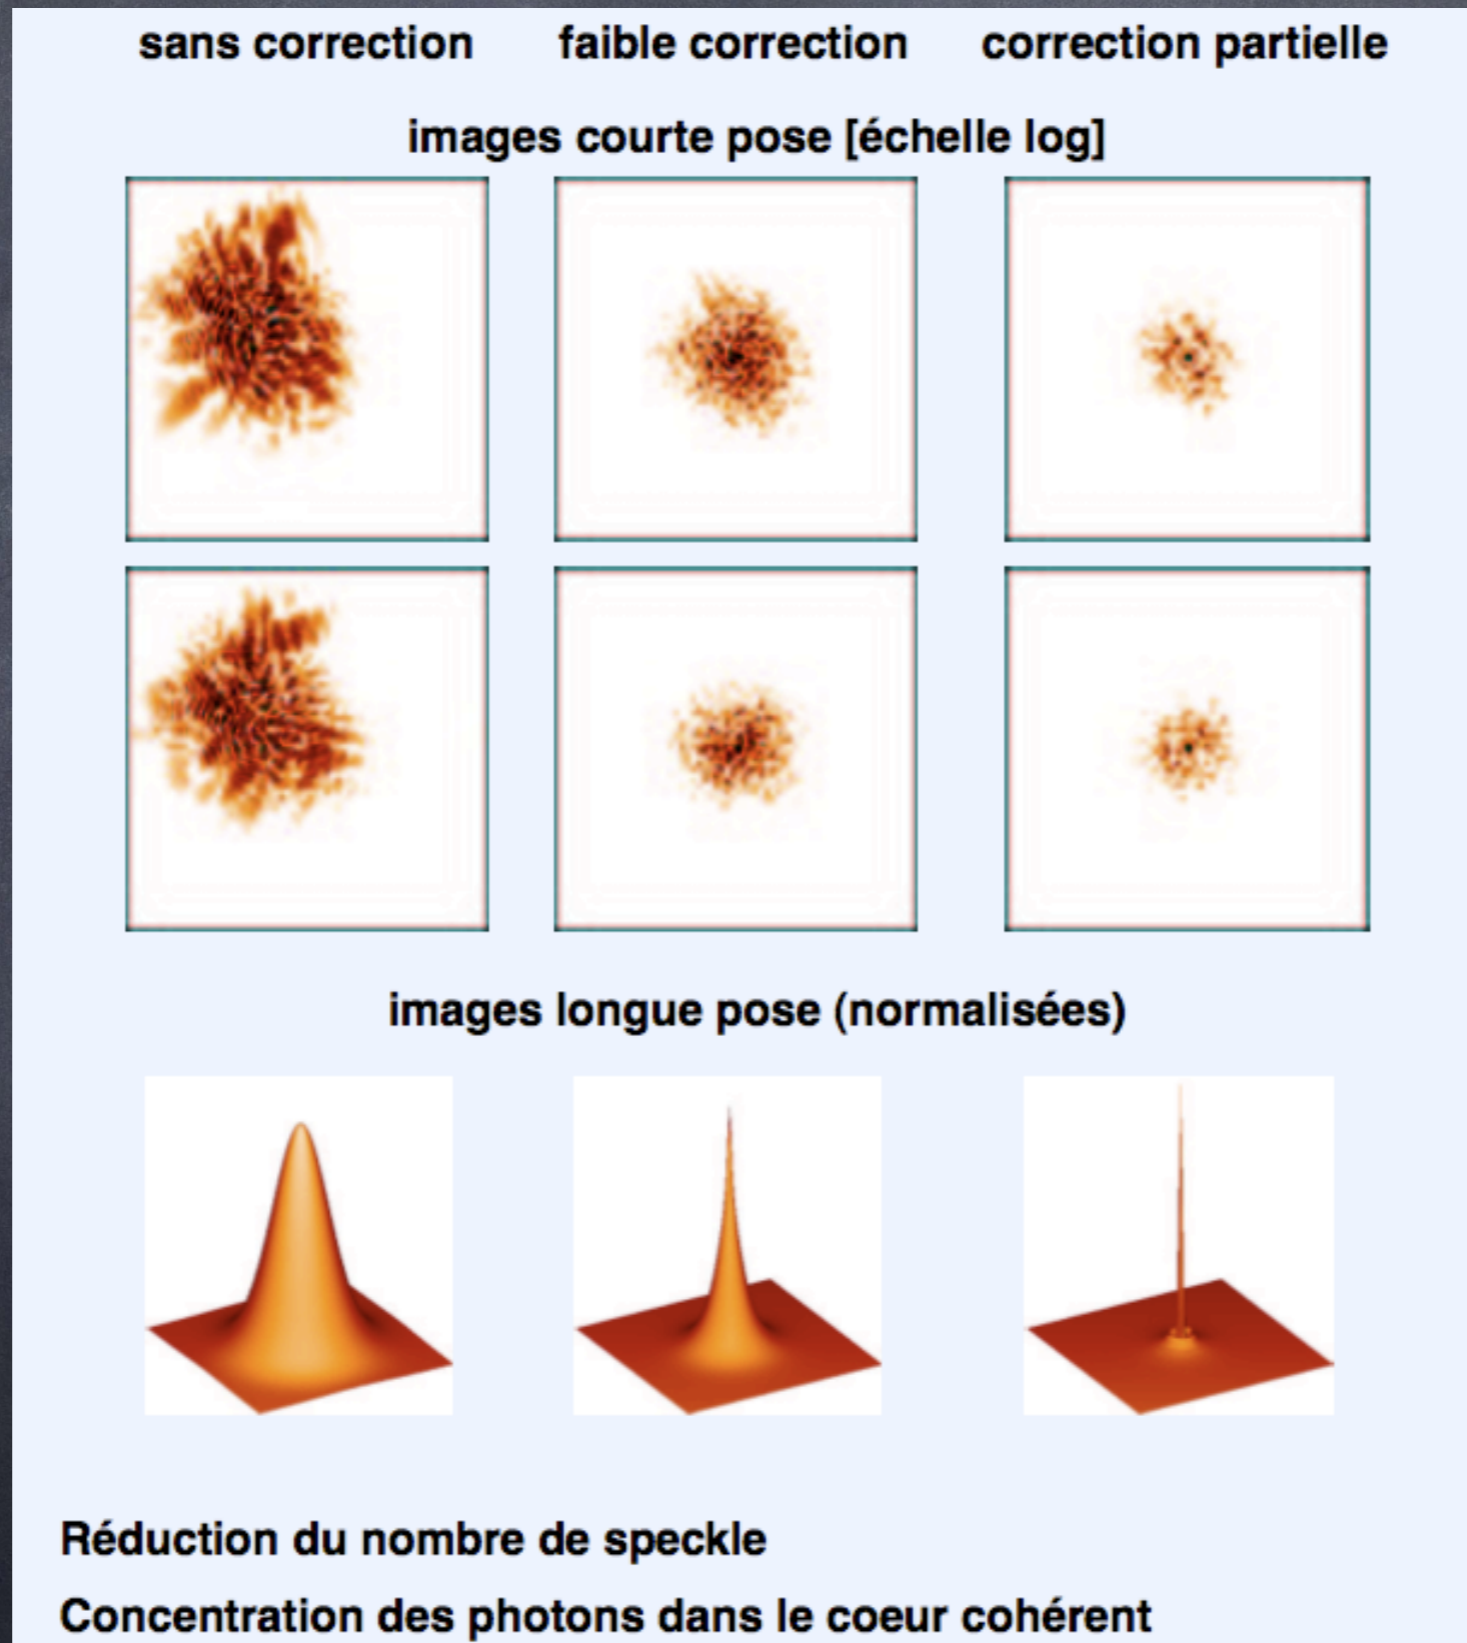 sans correction faible correction correction partielle
images courte pose [échelle log]
images longue pose (normalisées)
Réduction du nombre de speckle
Concentration des photons dans le coeur cohérent